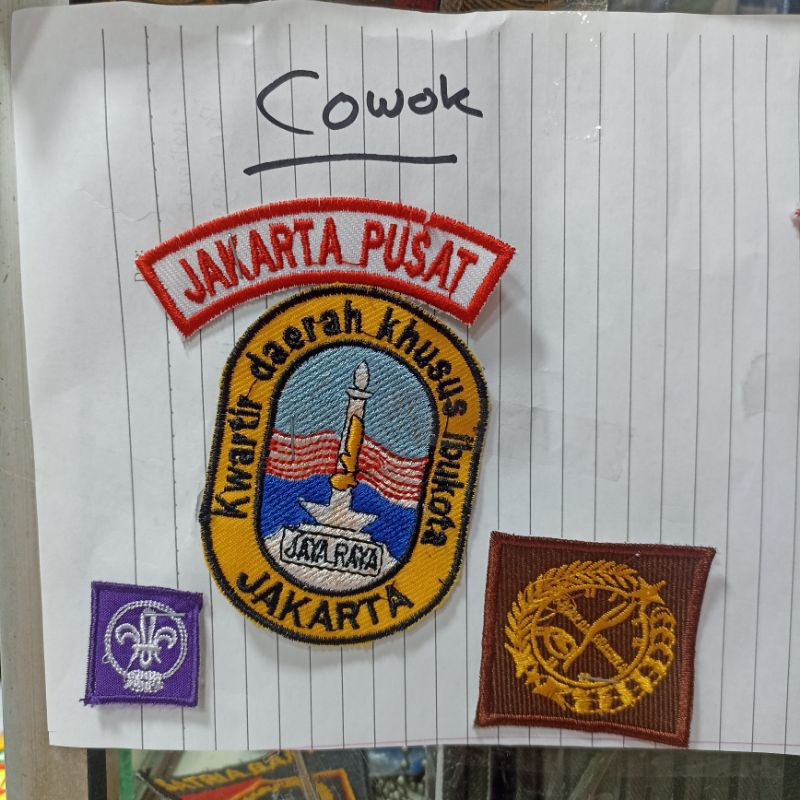 Cowok
JAKARTA PUSAT
Kwartir daerah khusus ibukota
JAYA RAYA
JAKARTA